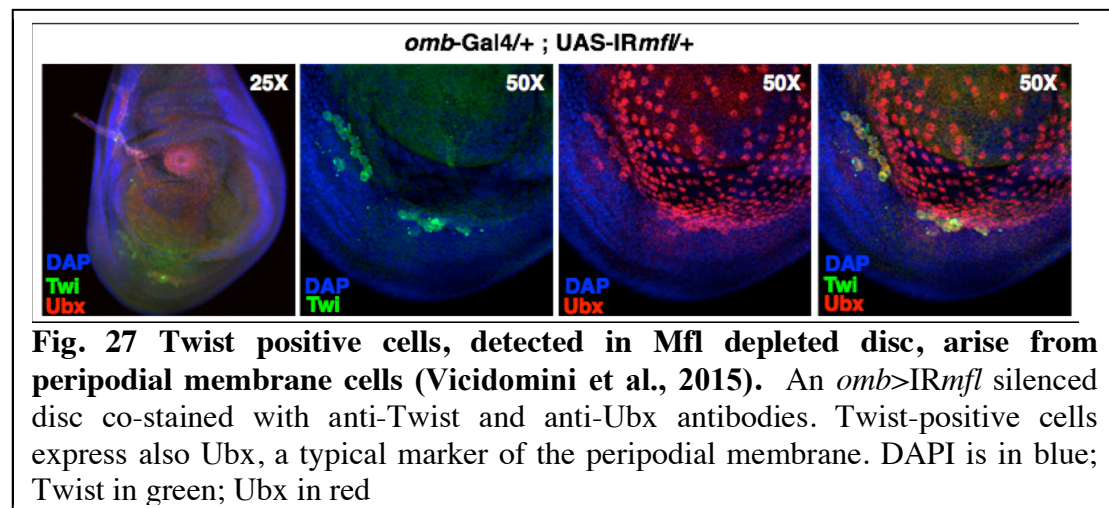 omb-Gal4/+ ; UAS-IRmfl/+
25X
50X
50X
50X
DAP
Twi
Ubx
DAP
Twi
DAP
Ubx
DAP
Twi
Ubx
Fig. 27 Twist positive cells, detected in Mfl depleted disc, arise from
peripodial membrane cells (Vicidomini et al., 2015). An omb>IRmfl silenced
disc co-stained with anti-Twist and anti-Ubx antibodies. Twist-positive cells
express also Ubx, a typical marker of the peripodial membrane. DAPI is in blue;
Twist in green; Ubx in red